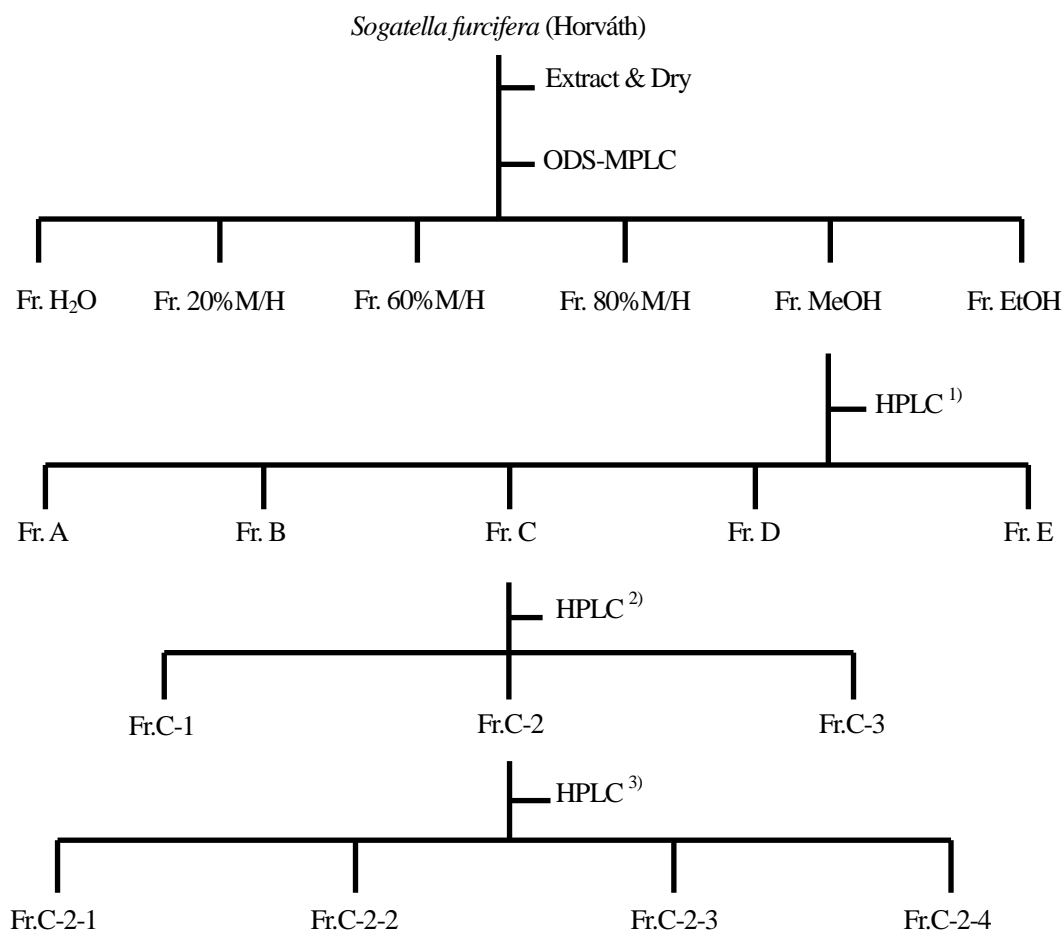 Sogatella furcifera (Horváth)
Extract & Dry
ODS-MPLC
Fr. H₂O Fr. 20%M/H Fr. 60%M/H Fr. 80%M/H Fr. MeOH Fr. EtOH
HPLC ¹⁾
Fr. A Fr. B Fr. C Fr. D Fr. E
HPLC ²⁾
Fr.C-1 Fr.C-2 Fr.C-3
HPLC ³⁾
Fr.C-2-1 Fr.C-2-2 Fr.C-2-3 Fr.C-2-4